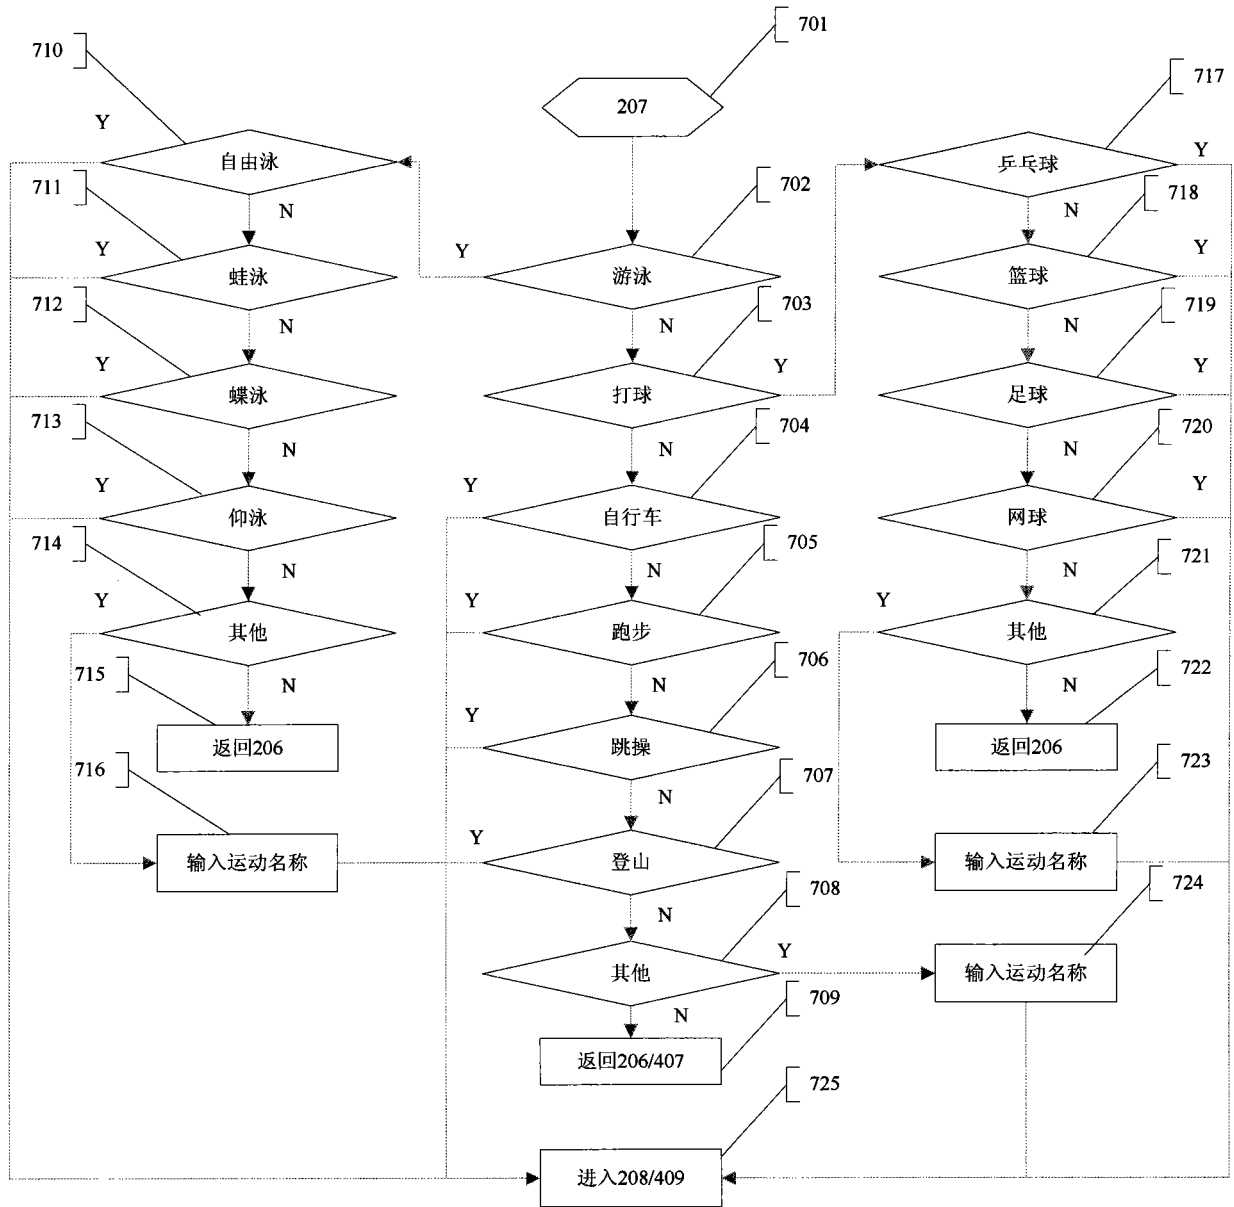 701
710
717
207
Y
自由泳
乒乓球
Y
711
702
718
N
N
Y
Y
Y
蛙泳
游泳
篮球
712
703
719
N
N
N
Y
Y
Y
蝶泳
打球
足球
713
704
720
N
N
N
Y
Y
Y
仰泳
自行车
网球
714
705
721
N
N
N
Y
Y
Y
其他
跑步
其他
715
706
722
N
N
N
Y
返回206
跳操
返回206
716
707
723
N
Y
输入运动名称
登山
输入运动名称
708
724
N
Y
其他
输入运动名称
709
N
返回206/407
725
进入208/409